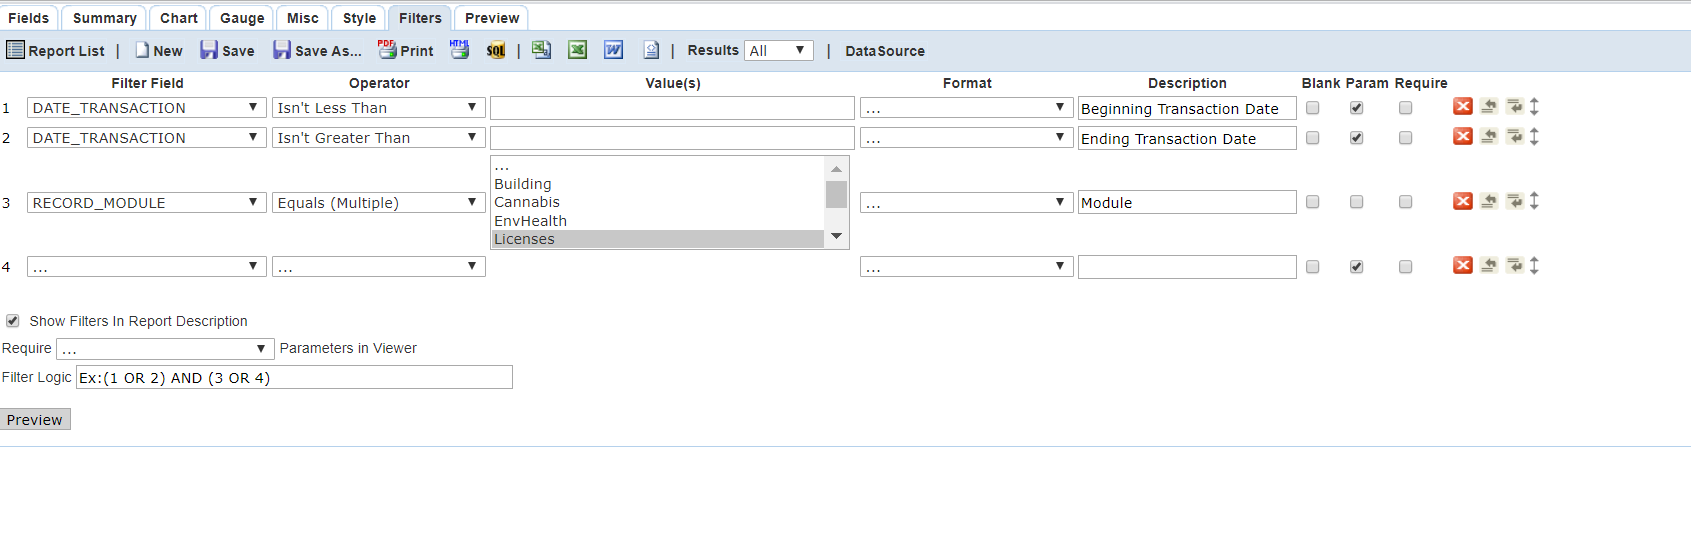 Fields Summary Chart Gauge Misc Style Filters Preview
Report List | New Save Save As... PDF Print HTML SQL | Results All | DataSource
Filter Field Operator Value(s) Format Description Blank Param Require
1 DATE_TRANSACTION Isn't Less Than ... Beginning Transaction Date
2 DATE_TRANSACTION Isn't Greater Than ... Ending Transaction Date
...
Building
Cannabis
3 RECORD_MODULE Equals (Multiple) ... Module
EnvHealth
Licenses
4 ... ... ...
Show Filters In Report Description
Require ... Parameters in Viewer
Filter Logic Ex:(1 OR 2) AND (3 OR 4)
Preview